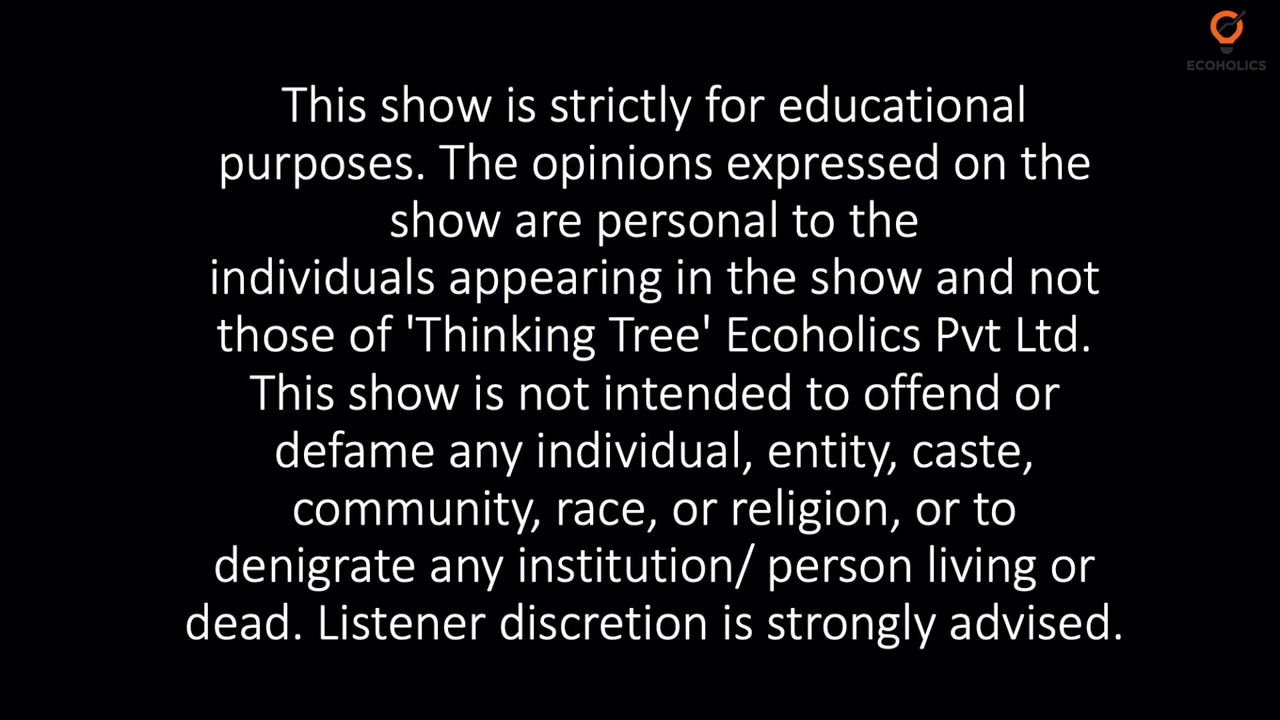 ECOHOLICS
This show is strictly for educational
purposes. The opinions expressed on the
show are personal to the
individuals appearing in the show and not
those of 'Thinking Tree' Ecoholics Pvt Ltd.
This show is not intended to offend or
defame any individual, entity, caste,
community, race, or religion, or to
denigrate any institution/ person living or
dead. Listener discretion is strongly advised.